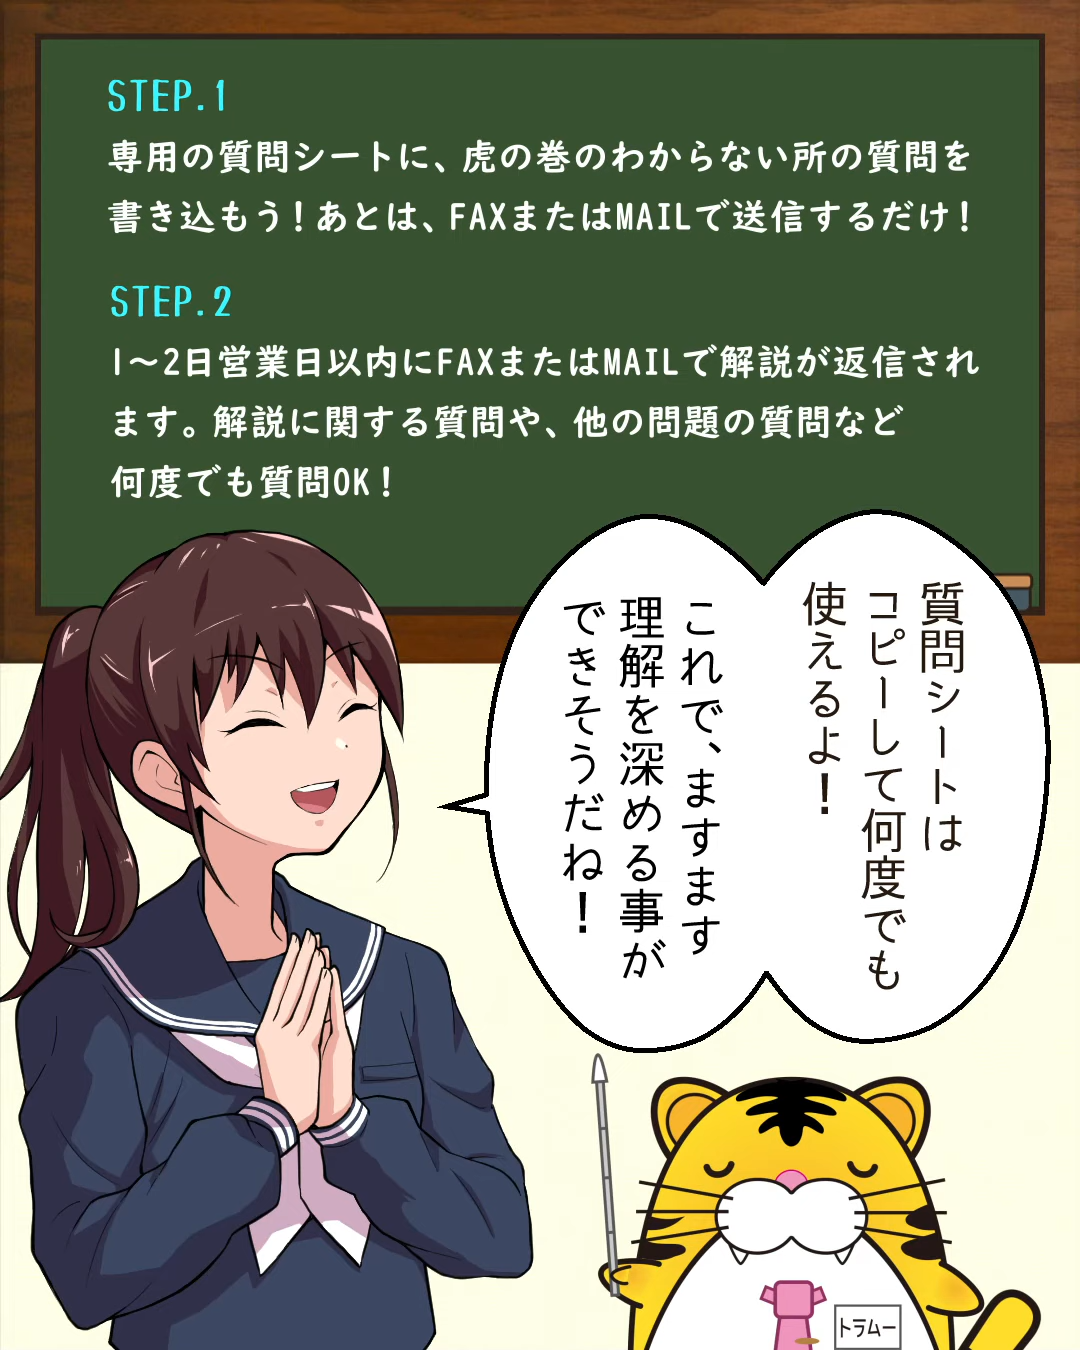 STEP.1
専用の質問シートに、虎の巻のわからない所の質問を
書き込もう！あとは、FAXまたはMAILで送信するだけ！
STEP.2
1～2日営業日以内にFAXまたはMAILで解説が返信され
ます。解説に関する質問や、他の問題の質問など
何度でも質問OK！
質問シートは
コピーして何度でも
使えるよ！
これで、ますます
理解を深める事が
できそうだね！
トラムー